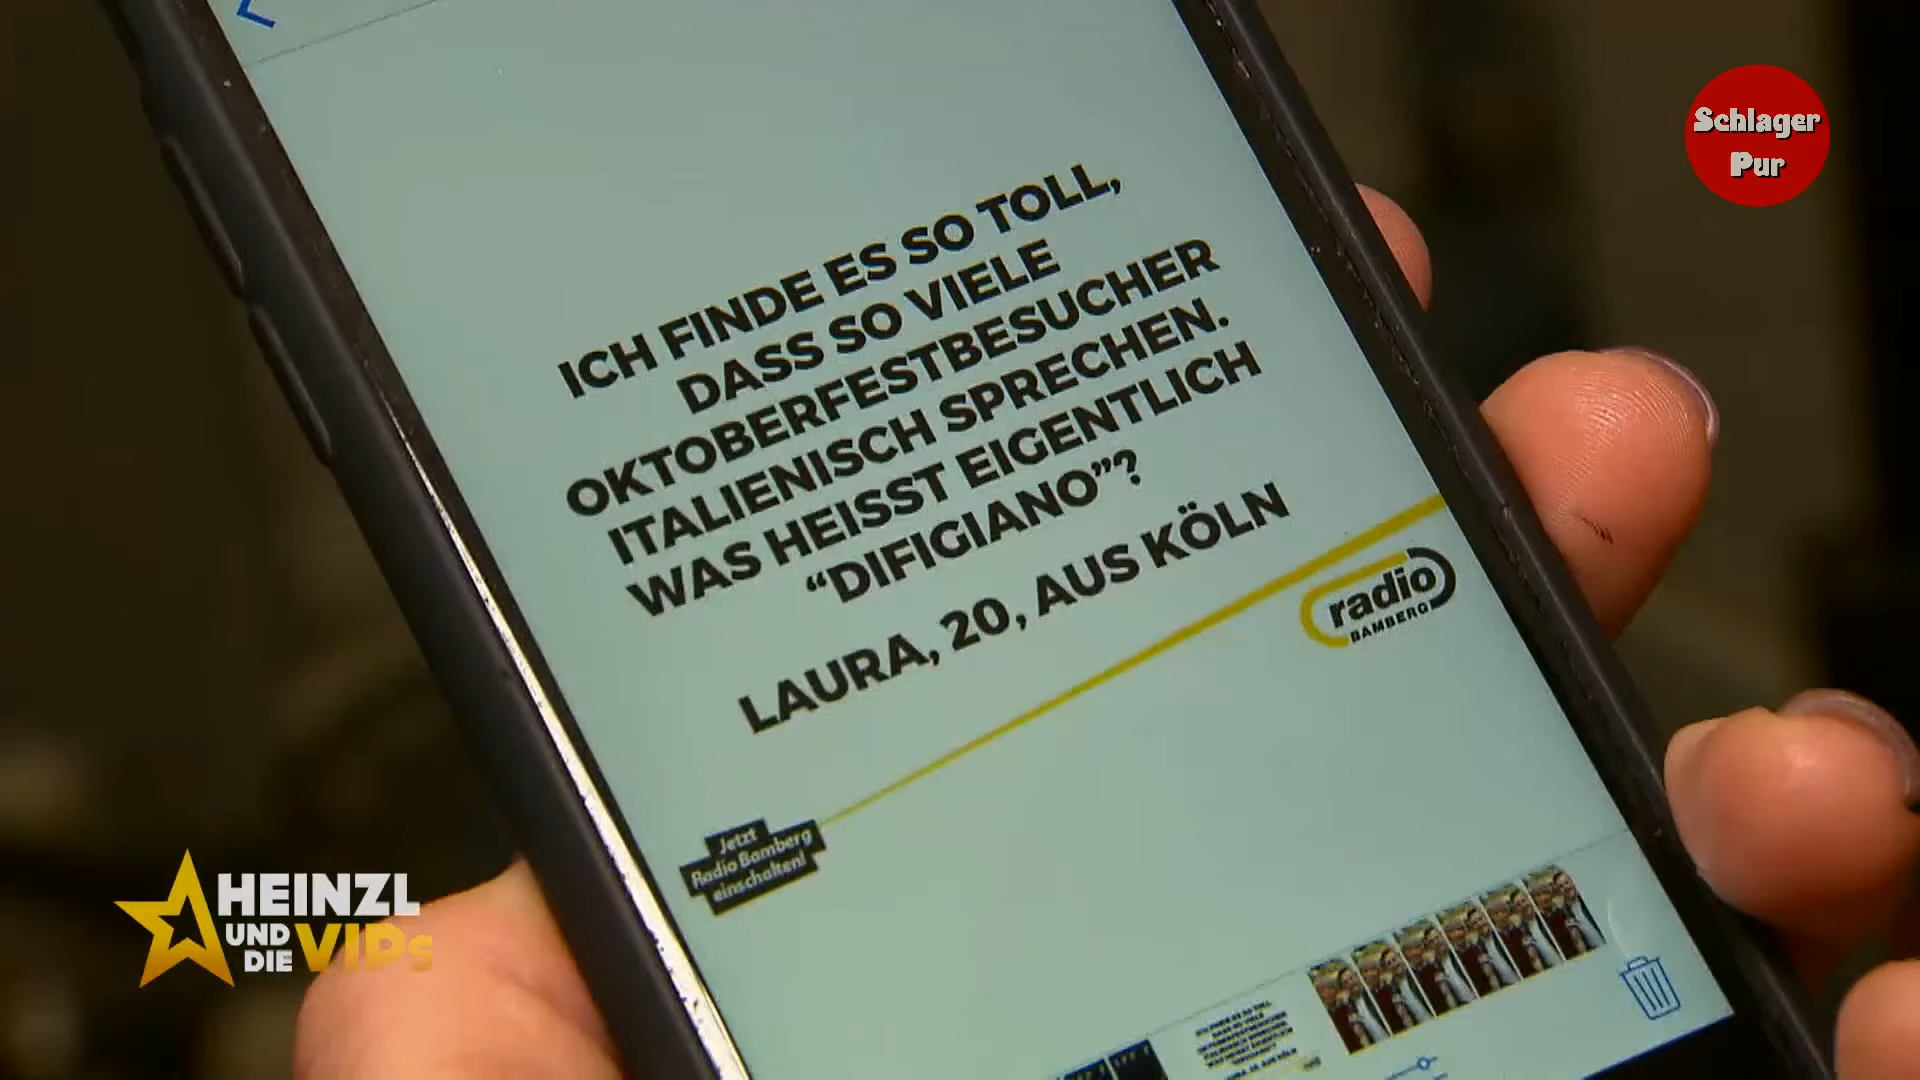 Schlager
Pur
ICH FINDE ES SO TOLL,
DASS SO VIELE
OKTOBERFESTBESUCHER
ITALIENISCH SPRECHEN.
WAS HEISST EIGENTLICH
“DIFIGIANO”?
LAURA, 20, AUS KÖLN
radio
BAMBERG
Jetzt
Radio Bamberg
einschalten!
HEINZL
UND
DIE VIPs